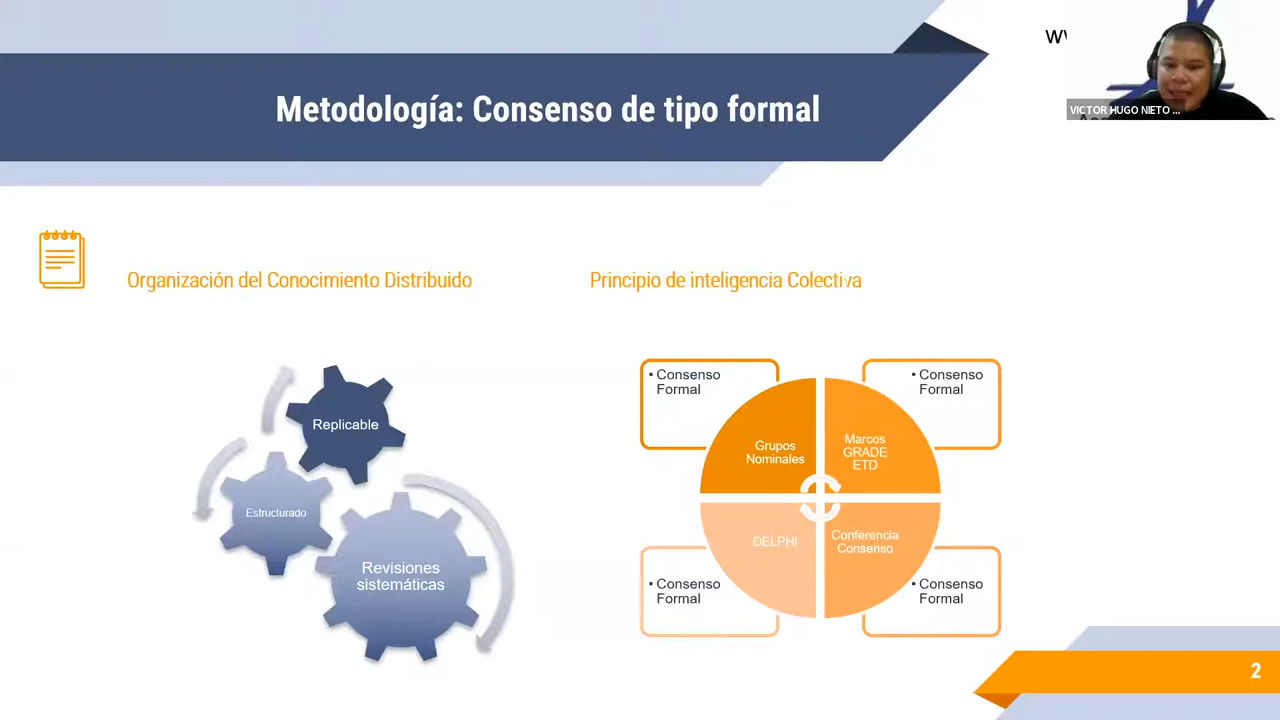 Metodología: Consenso de tipo formal
VICTOR HUGO NIETO ...
Organización del Conocimiento Distribuido
Principio de inteligencia Colectiva
Replicable
Estructurado
Revisiones
sistemáticas
• Consenso
Formal
• Consenso
Formal
Grupos
Nominales
Marcos
GRADE
ETD
DELPHI
Conferencia
Consenso
• Consenso
Formal
• Consenso
Formal
2